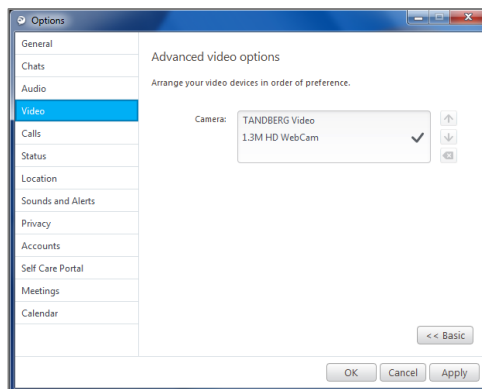 Options
General
Chats
Audio
Video
Calls
Status
Location
Sounds and Alerts
Privacy
Accounts
Self Care Portal
Meetings
Calendar
Advanced video options
Arrange your video devices in order of preference.
Camera:
TANDBERG Video
1.3M HD WebCam
<< Basic
OK Cancel Apply